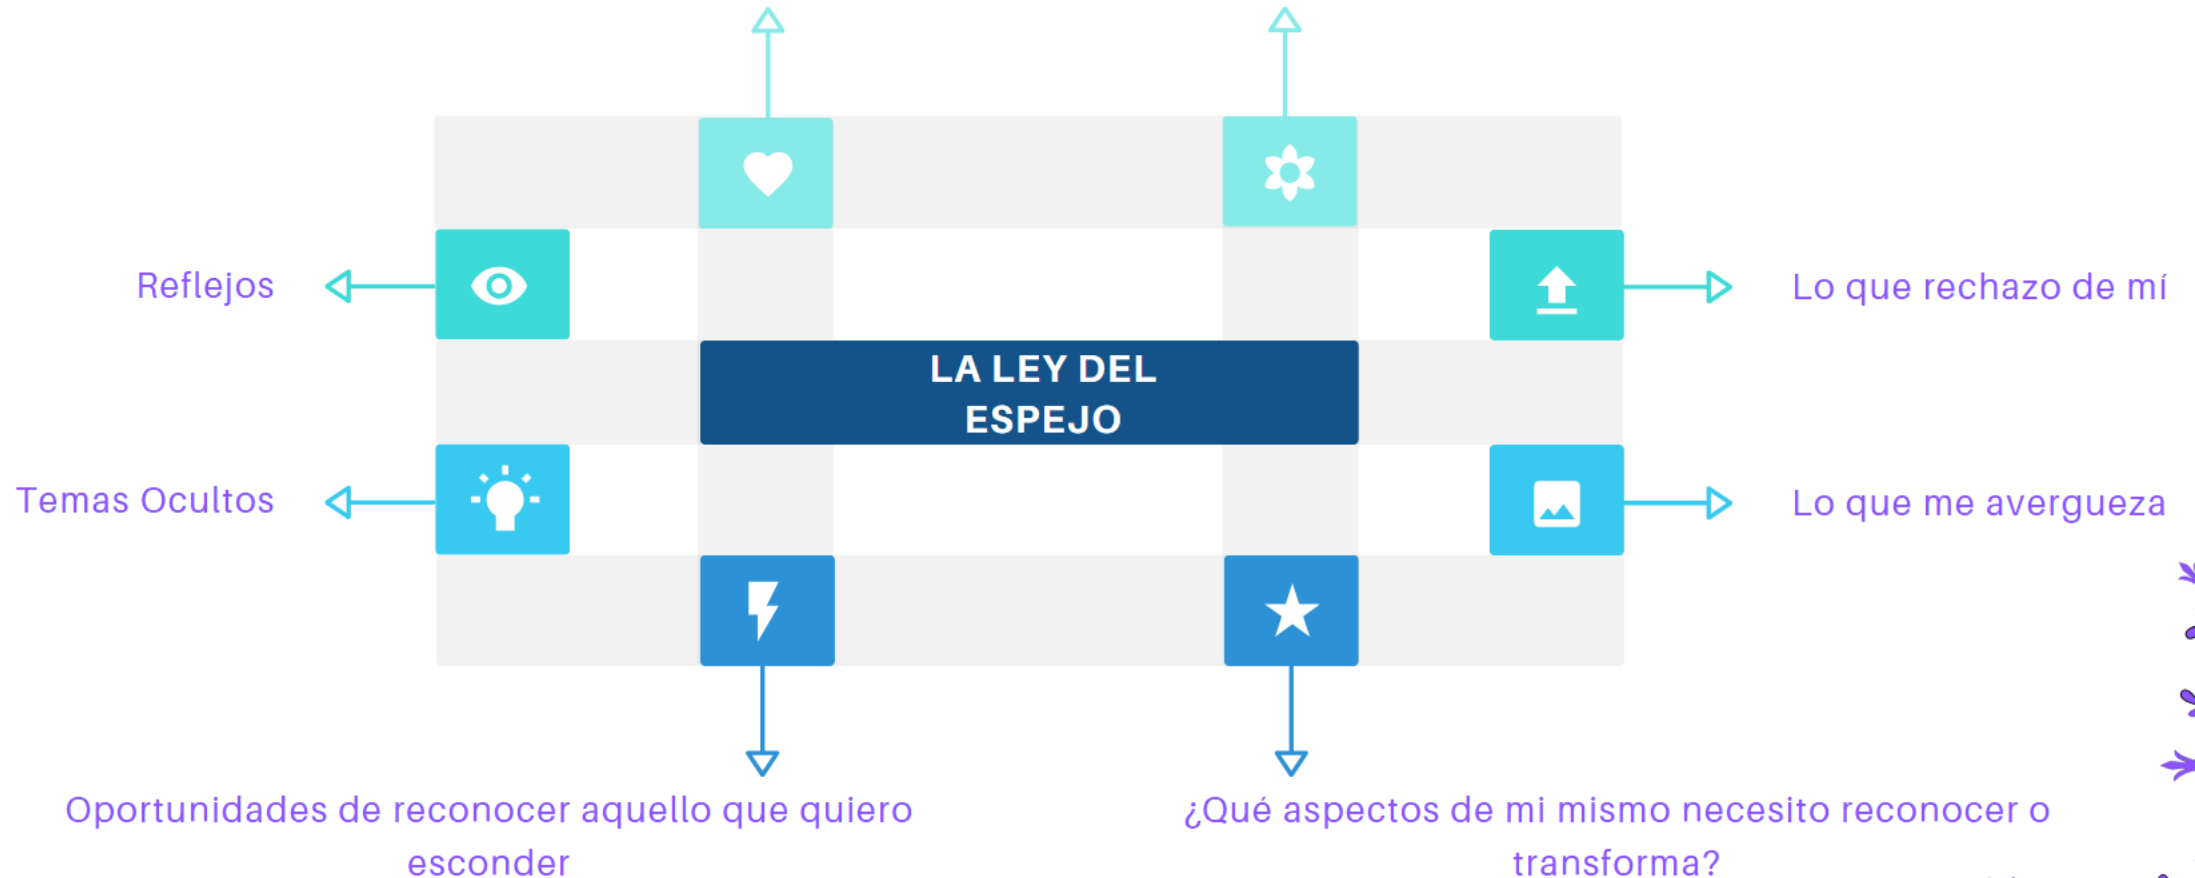 Reflejos
Lo que rechazo de mí
LA LEY DEL
ESPEJO
Temas Ocultos
Lo que me avergueza
Oportunidades de reconocer aquello que quiero
esconder
¿Qué aspectos de mi mismo necesito reconocer o
transforma?